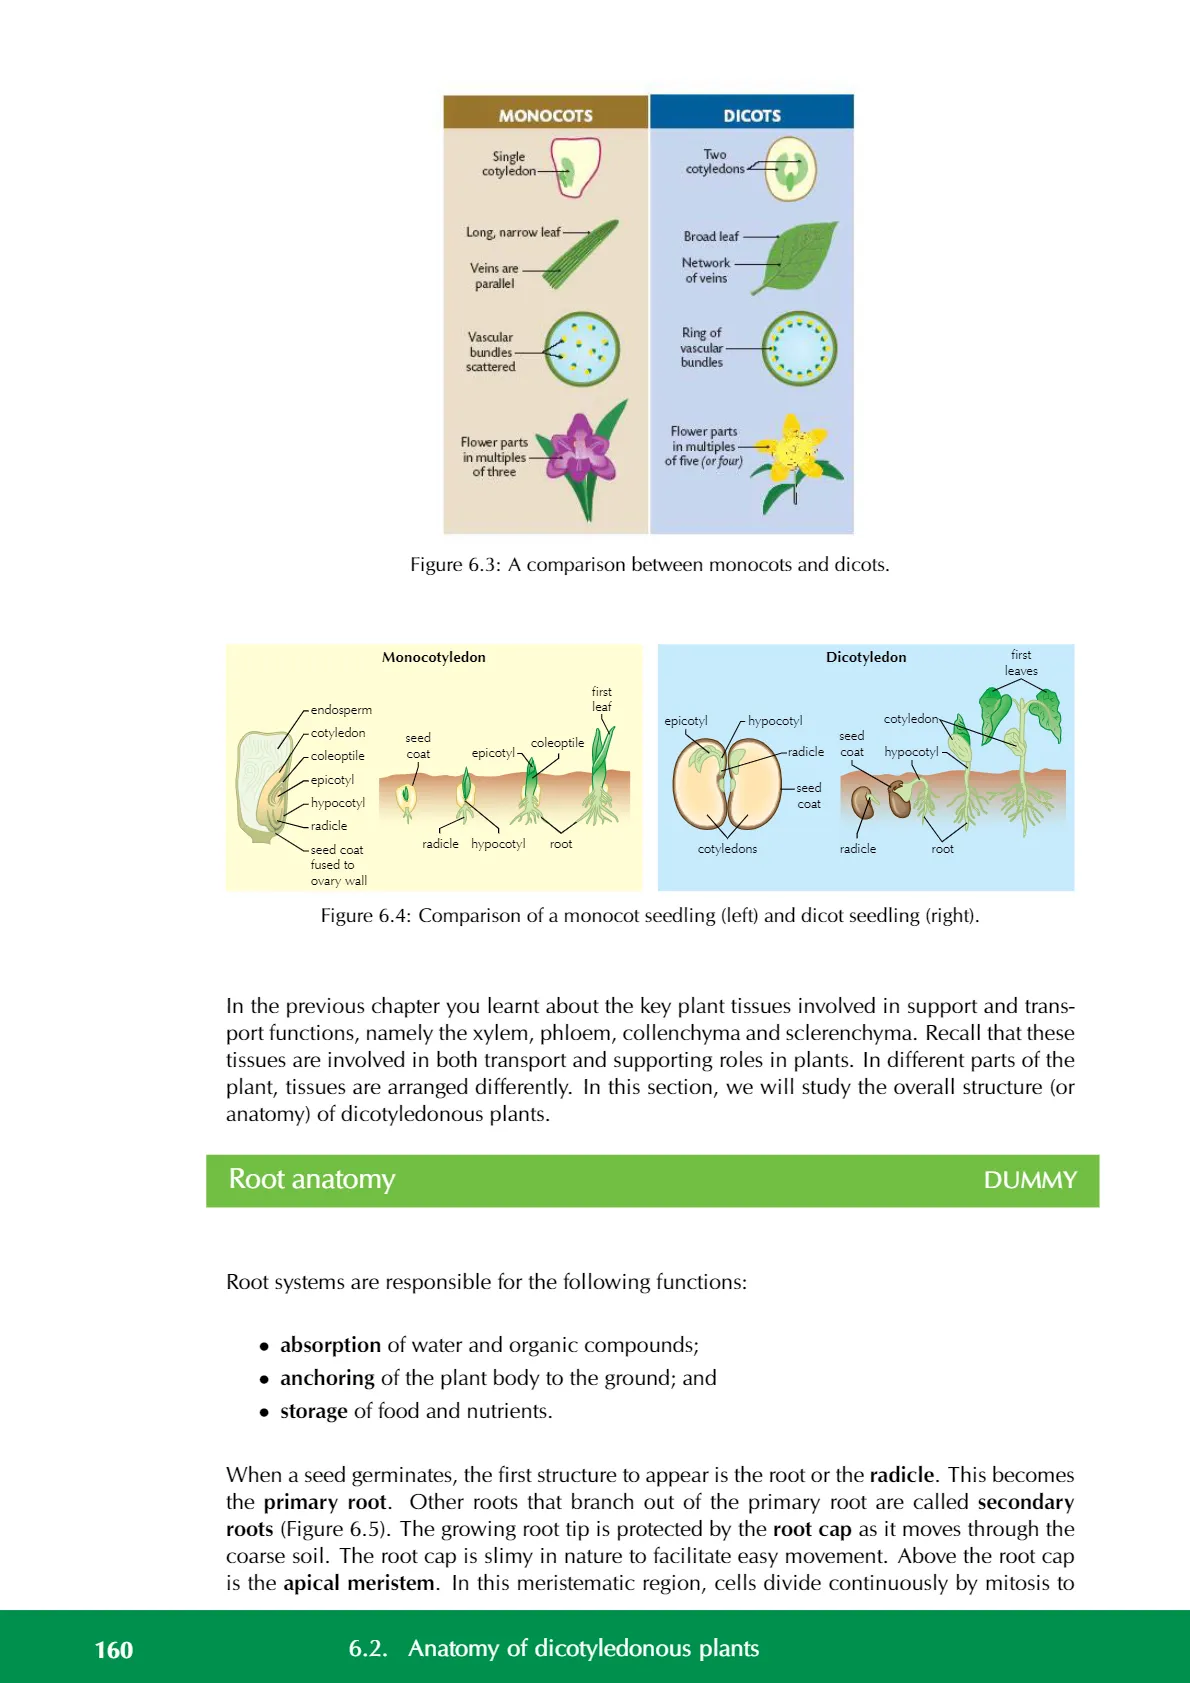 MONOCOTS
Single
cotyledon
Long, narrow leaf
Veins are
parallel
Vascular
bundles
scattered
Flower parts
in multiples
of three
DICOTS
Two
cotyledons
Broad leaf
Network
of veins
Ring of
vascular
bundles
Flower parts
in multiples
of five (or four)
Figure 6.3: A comparison between monocots and dicots.
Monocotyledon
endosperm
cotyledon
coleoptile
epicotyl
hypocotyl
radicle
seed coat
fused to
ovary wall
seed
coat
epicotyl
coleoptile
first
leaf
radicle
hypocotyl
root
Dicotyledon
epicotyl
hypocotyl
radicle
seed
coat
cotyledons
seed
coat
cotyledon
hypocotyl
first
leaves
radicle
root
Figure 6.4: Comparison of a monocot seedling (left) and dicot seedling (right).
In the previous chapter you learnt about the key plant tissues involved in support and trans-
port functions, namely the xylem, phloem, collenchyma and sclerenchyma. Recall that these
tissues are involved in both transport and supporting roles in plants. In different parts of the
plant, tissues are arranged differently. In this section, we will study the overall structure (or
anatomy) of dicotyledonous plants.
Root anatomy DUMMY
Root systems are responsible for the following functions:
• absorption of water and organic compounds;
• anchoring of the plant body to the ground; and
• storage of food and nutrients.
When a seed germinates, the first structure to appear is the root or the radicle. This becomes
the primary root. Other roots that branch out of the primary root are called secondary
roots (Figure 6.5). The growing root tip is protected by the root cap as it moves through the
coarse soil. The root cap is slimy in nature to facilitate easy movement. Above the root cap
is the apical meristem. In this meristematic region, cells divide continuously by mitosis to
160 6.2. Anatomy of dicotyledonous plants